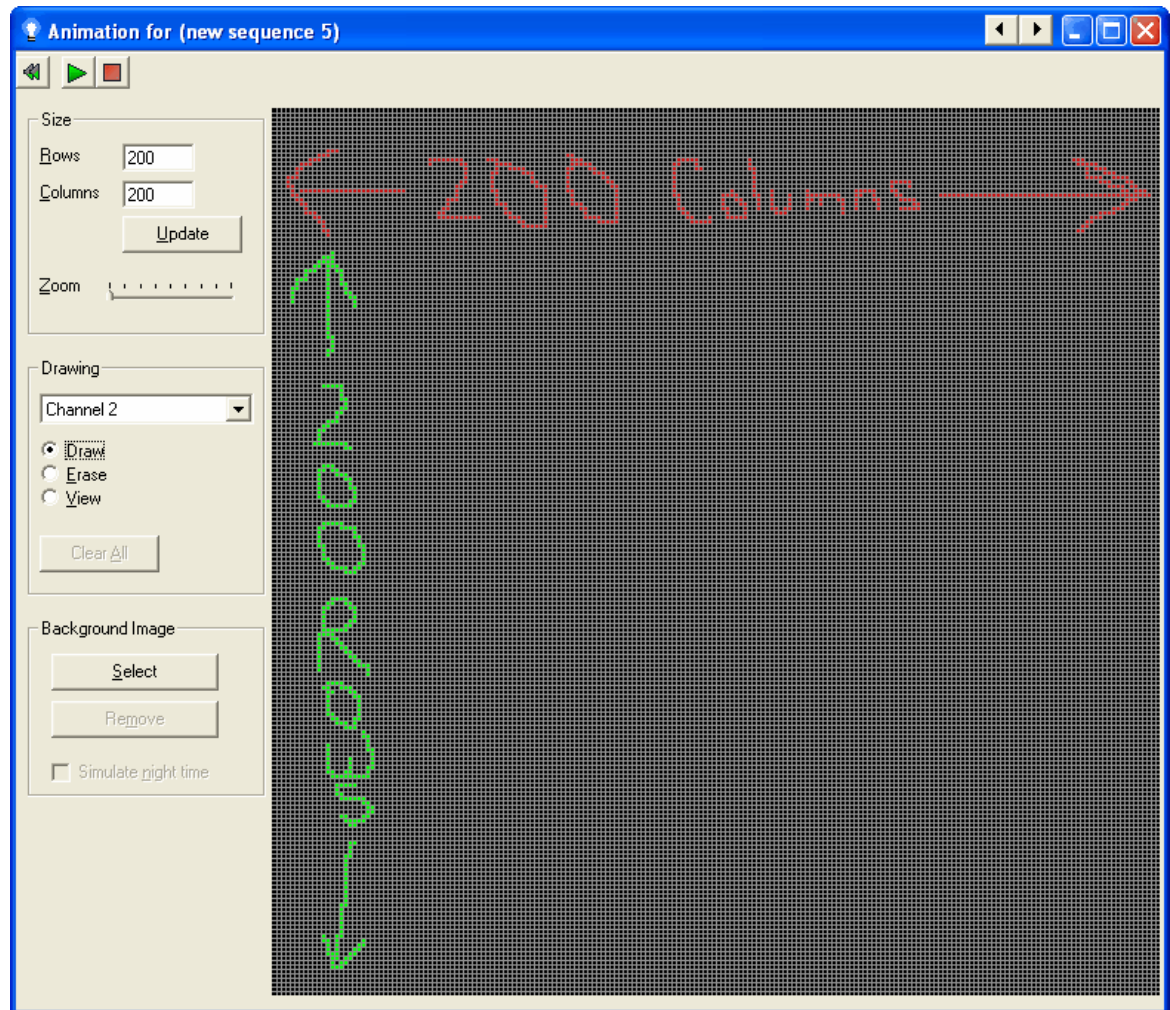 Animation for (new sequence 5)
Size
Rows 200
Columns 200
Update
Zoom
Drawing
Channel 2
Draw
Erase
View
Clear All
Background Image
Select
Remove
Simulate night time
200 Columns
200 Rows